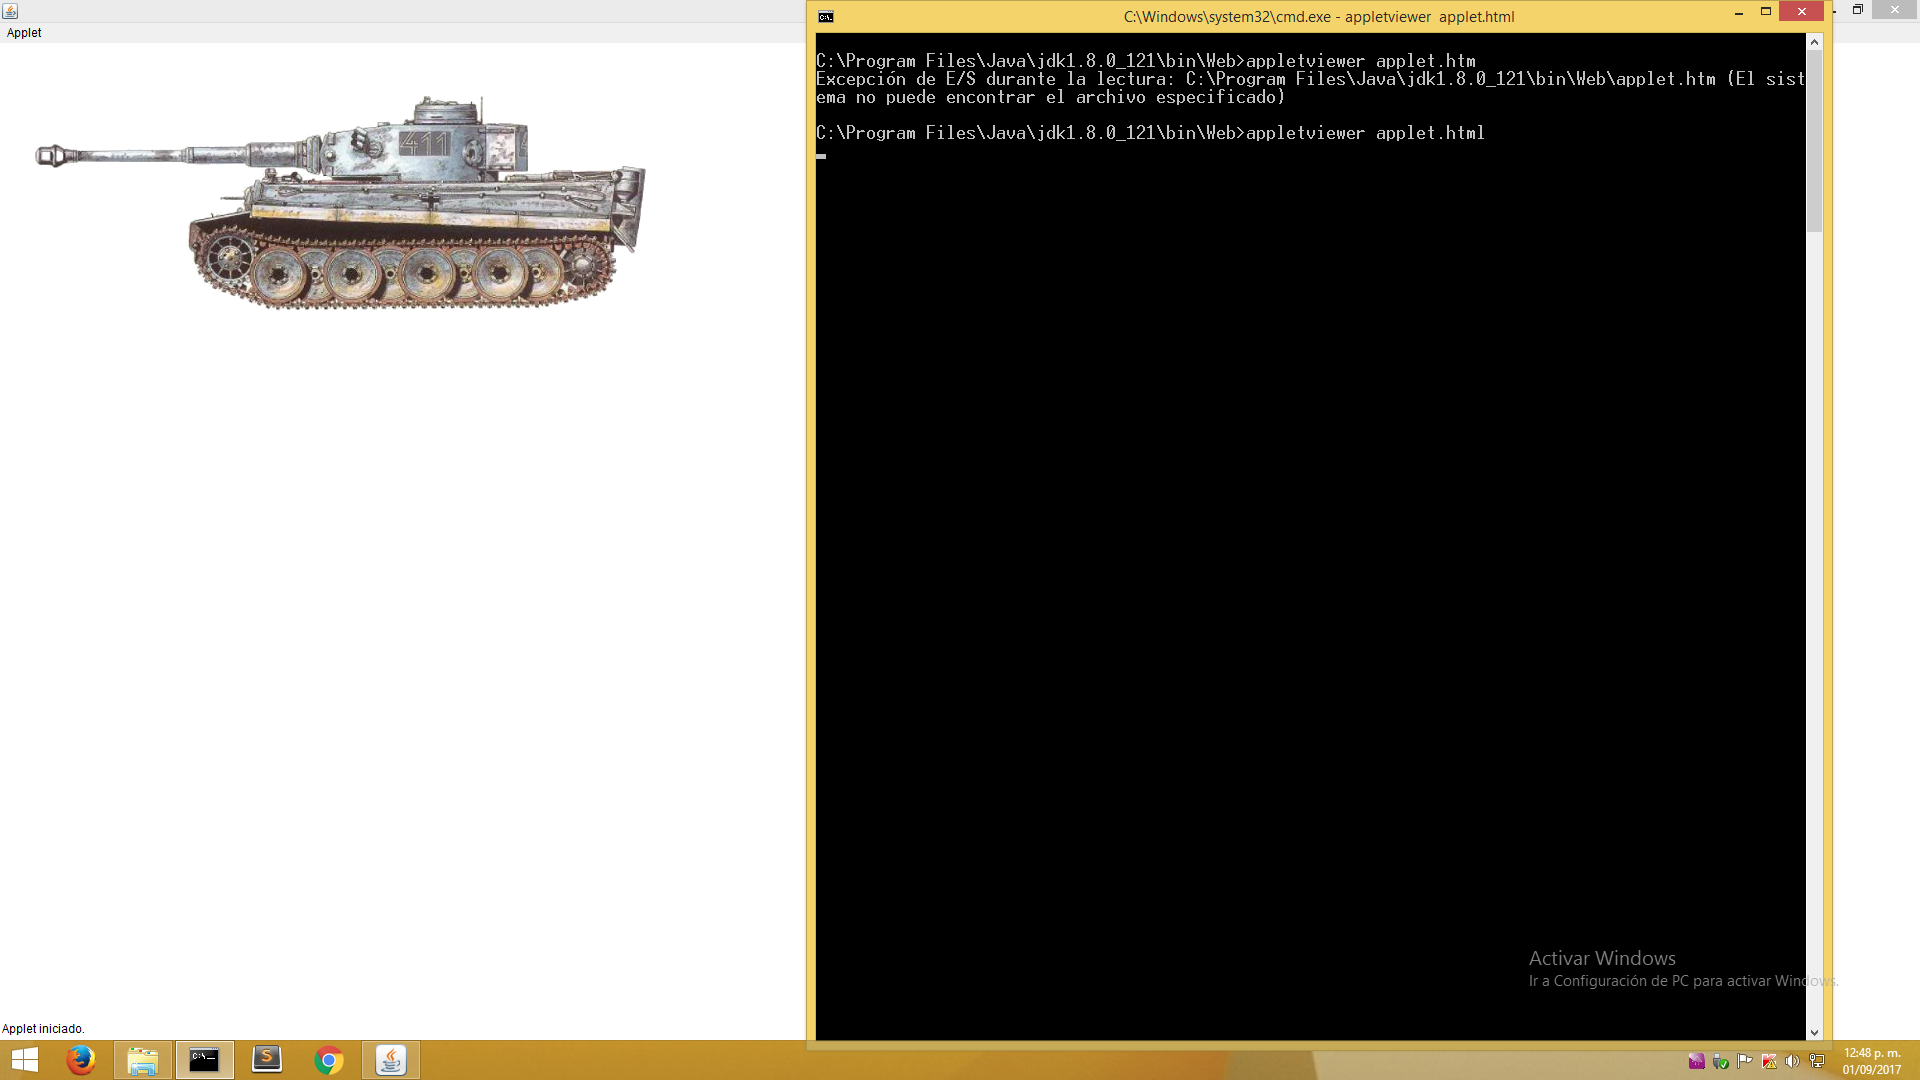 C:\Windows\system32\cmd.exe - appletviewer  applet.html
Applet
411
C:\Program Files\Java\jdk1.8.0_121\bin\Web>appletviewer applet.htm
Excepción de E/S durante la lectura: C:\Program Files\Java\jdk1.8.0_121\bin\Web\applet.htm (El sist
ema no puede encontrar el archivo especificado)
C:\Program Files\Java\jdk1.8.0_121\bin\Web>appletviewer applet.html
Activar Windows
Ir a Configuración de PC para activar Windows.
Applet iniciado.
12:48 p. m.
01/09/2017